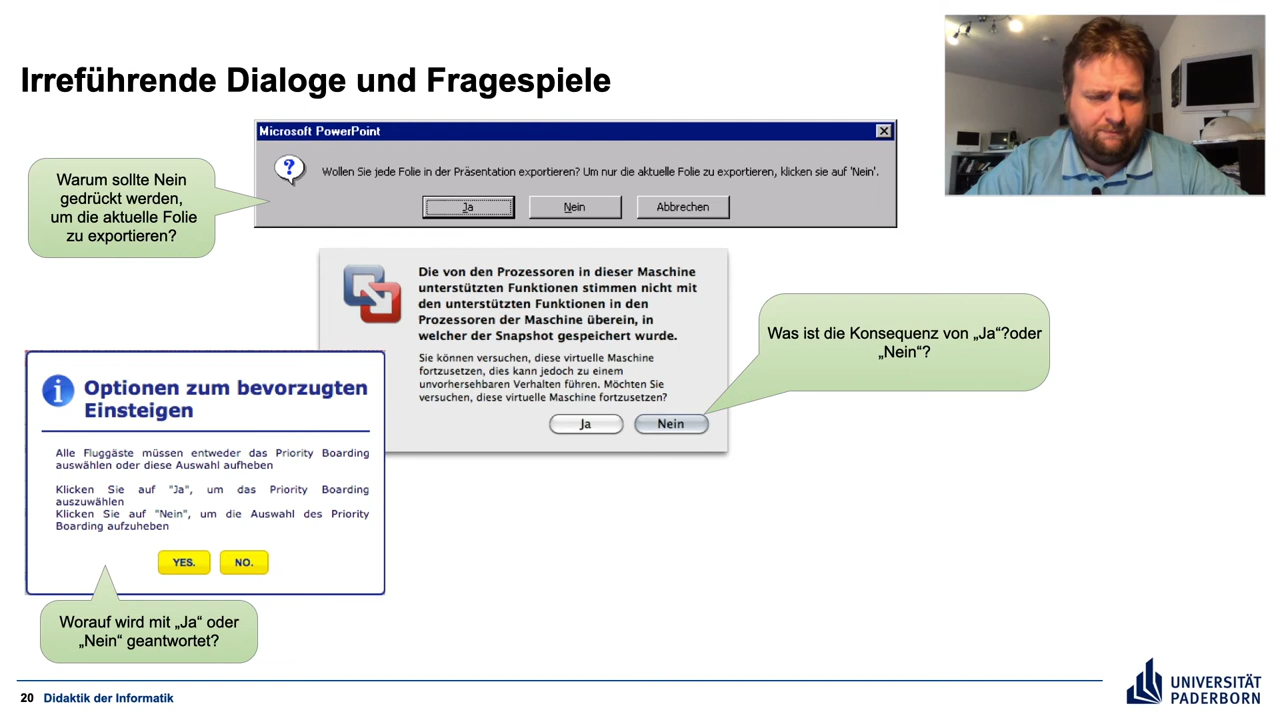 Irreführende Dialoge und Fragespiele
Microsoft PowerPoint
Wollen Sie jede Folie in der Präsentation exportieren? Um nur die aktuelle Folie zu exportieren, klicken sie auf 'Nein'.
Ja
Nein
Abbrechen
Warum sollte Nein
gedrückt werden,
um die aktuelle Folie
zu exportieren?
Die von den Prozessoren in dieser Maschine
unterstützten Funktionen stimmen nicht mit
den unterstützten Funktionen in den
Prozessoren der Maschine überein, in
welcher der Snapshot gespeichert wurde.
Sie können versuchen, diese virtuelle Maschine
fortzusetzen, dies kann jedoch zu einem
unvorhersehbaren Verhalten führen. Möchten Sie
versuchen, diese virtuelle Maschine fortzusetzen?
Ja
Nein
Was ist die Konsequenz von „Ja“?oder
„Nein“?
Optionen zum bevorzugten
Einsteigen
Alle Fluggäste müssen entweder das Priority Boarding
auswählen oder diese Auswahl aufheben
Klicken Sie auf "Ja", um das Priority Boarding
auszuwählen
Klicken Sie auf "Nein", um die Auswahl des Priority
Boarding aufzuheben
YES.
NO.
Worauf wird mit „Ja“ oder
„Nein“ geantwortet?
20 Didaktik der Informatik
UNIVERSITÄT
PADERBORN